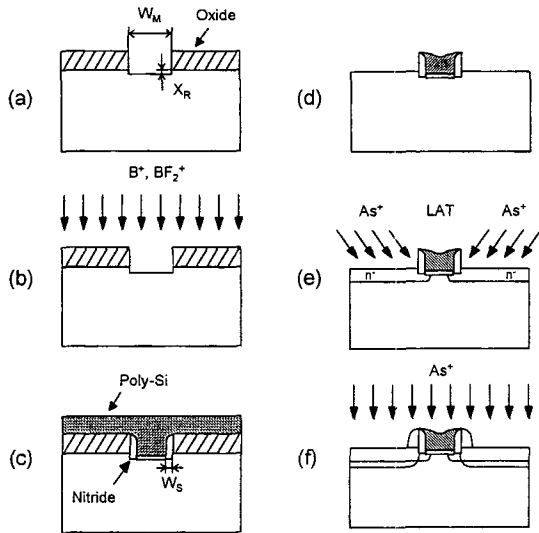 W_M
Oxide
X_R
(a)
B⁺, BF₂⁺
(b)
Poly-Si
(c)
Nitride
W_S
(d)
As⁺ LAT As⁺
(e)
n⁻ n⁻
As⁺
(f)